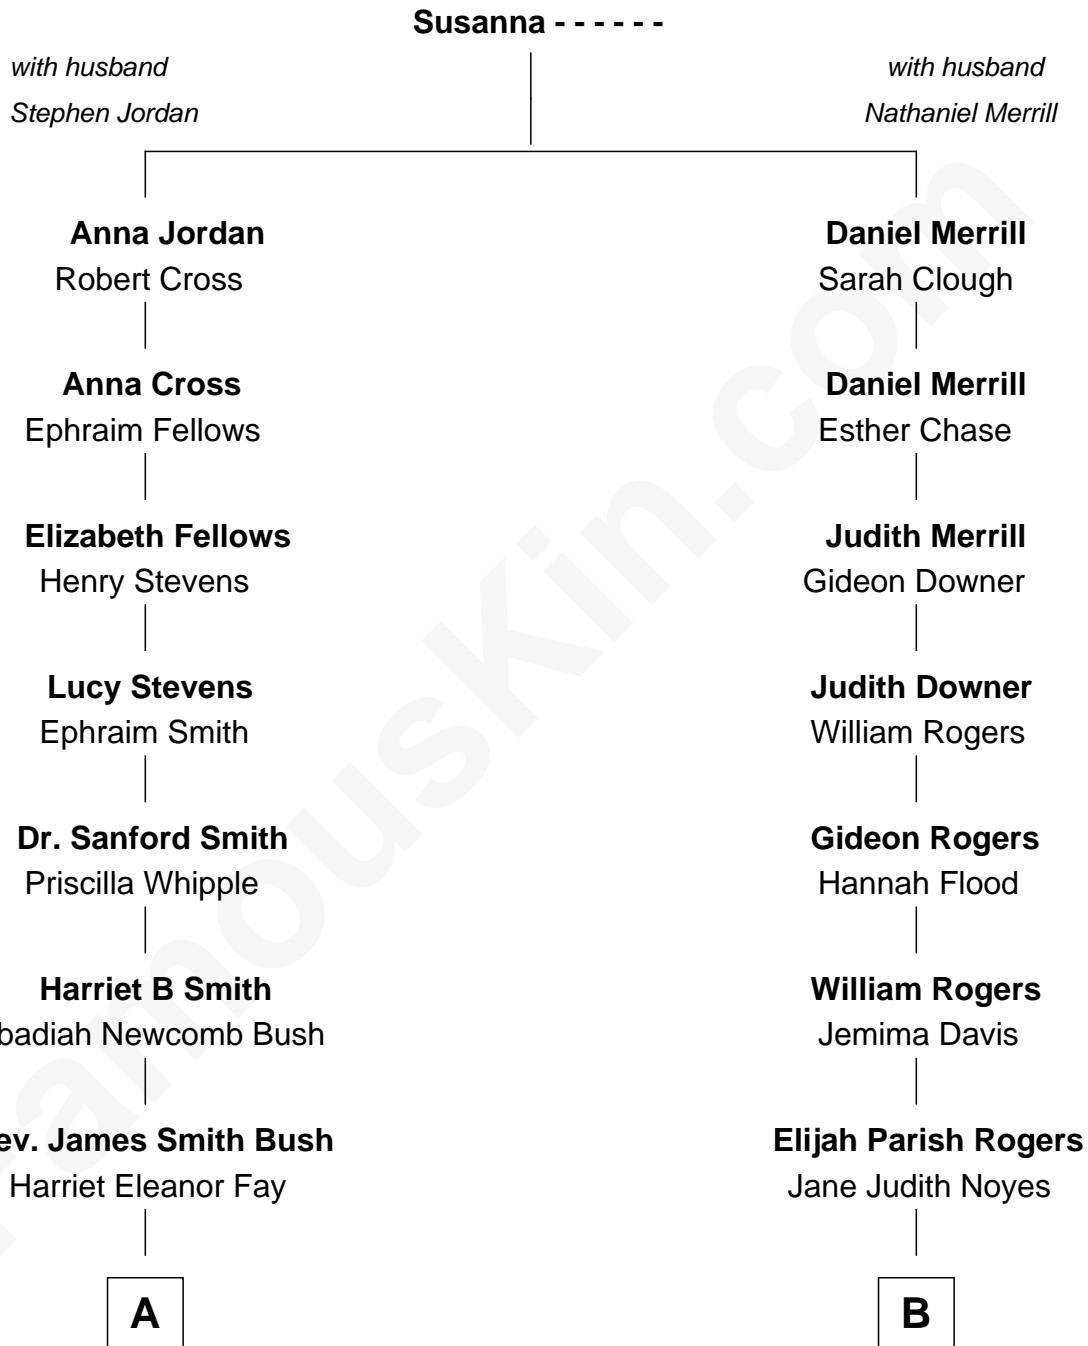 Susanna - - - - - -
with husband
Stephen Jordan
with husband
Nathaniel Merrill
Anna Jordan
Robert Cross
Daniel Merrill
Sarah Clough
Anna Cross
Ephraim Fellows
Daniel Merrill
Esther Chase
Elizabeth Fellows
Henry Stevens
Judith Merrill
Gideon Downer
Lucy Stevens
Ephraim Smith
Judith Downer
William Rogers
Dr. Sanford Smith
Priscilla Whipple
Gideon Rogers
Hannah Flood
Harriet B Smith
badiah Newcomb Bush
William Rogers
Jemima Davis
ev. James Smith Bush
Harriet Eleanor Fay
Elijah Parish Rogers
Jane Judith Noyes
A
B
FamousKin.com